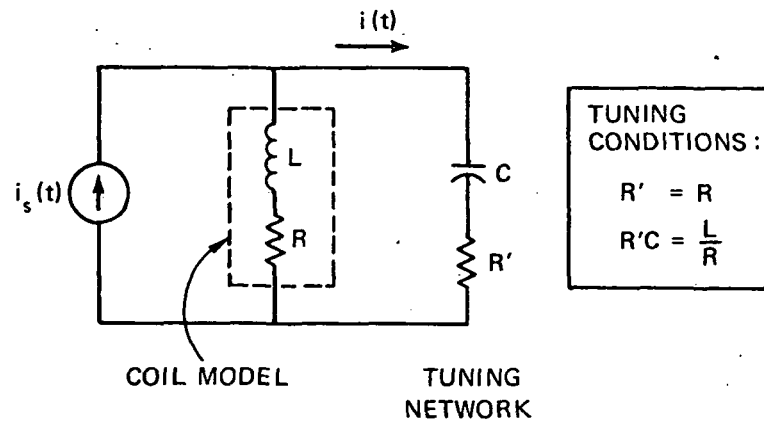 i(t)
i_s(t)
L
R
C
R'
TUNING
CONDITIONS:
R' = R
R'C = L/R
COIL MODEL
TUNING
NETWORK